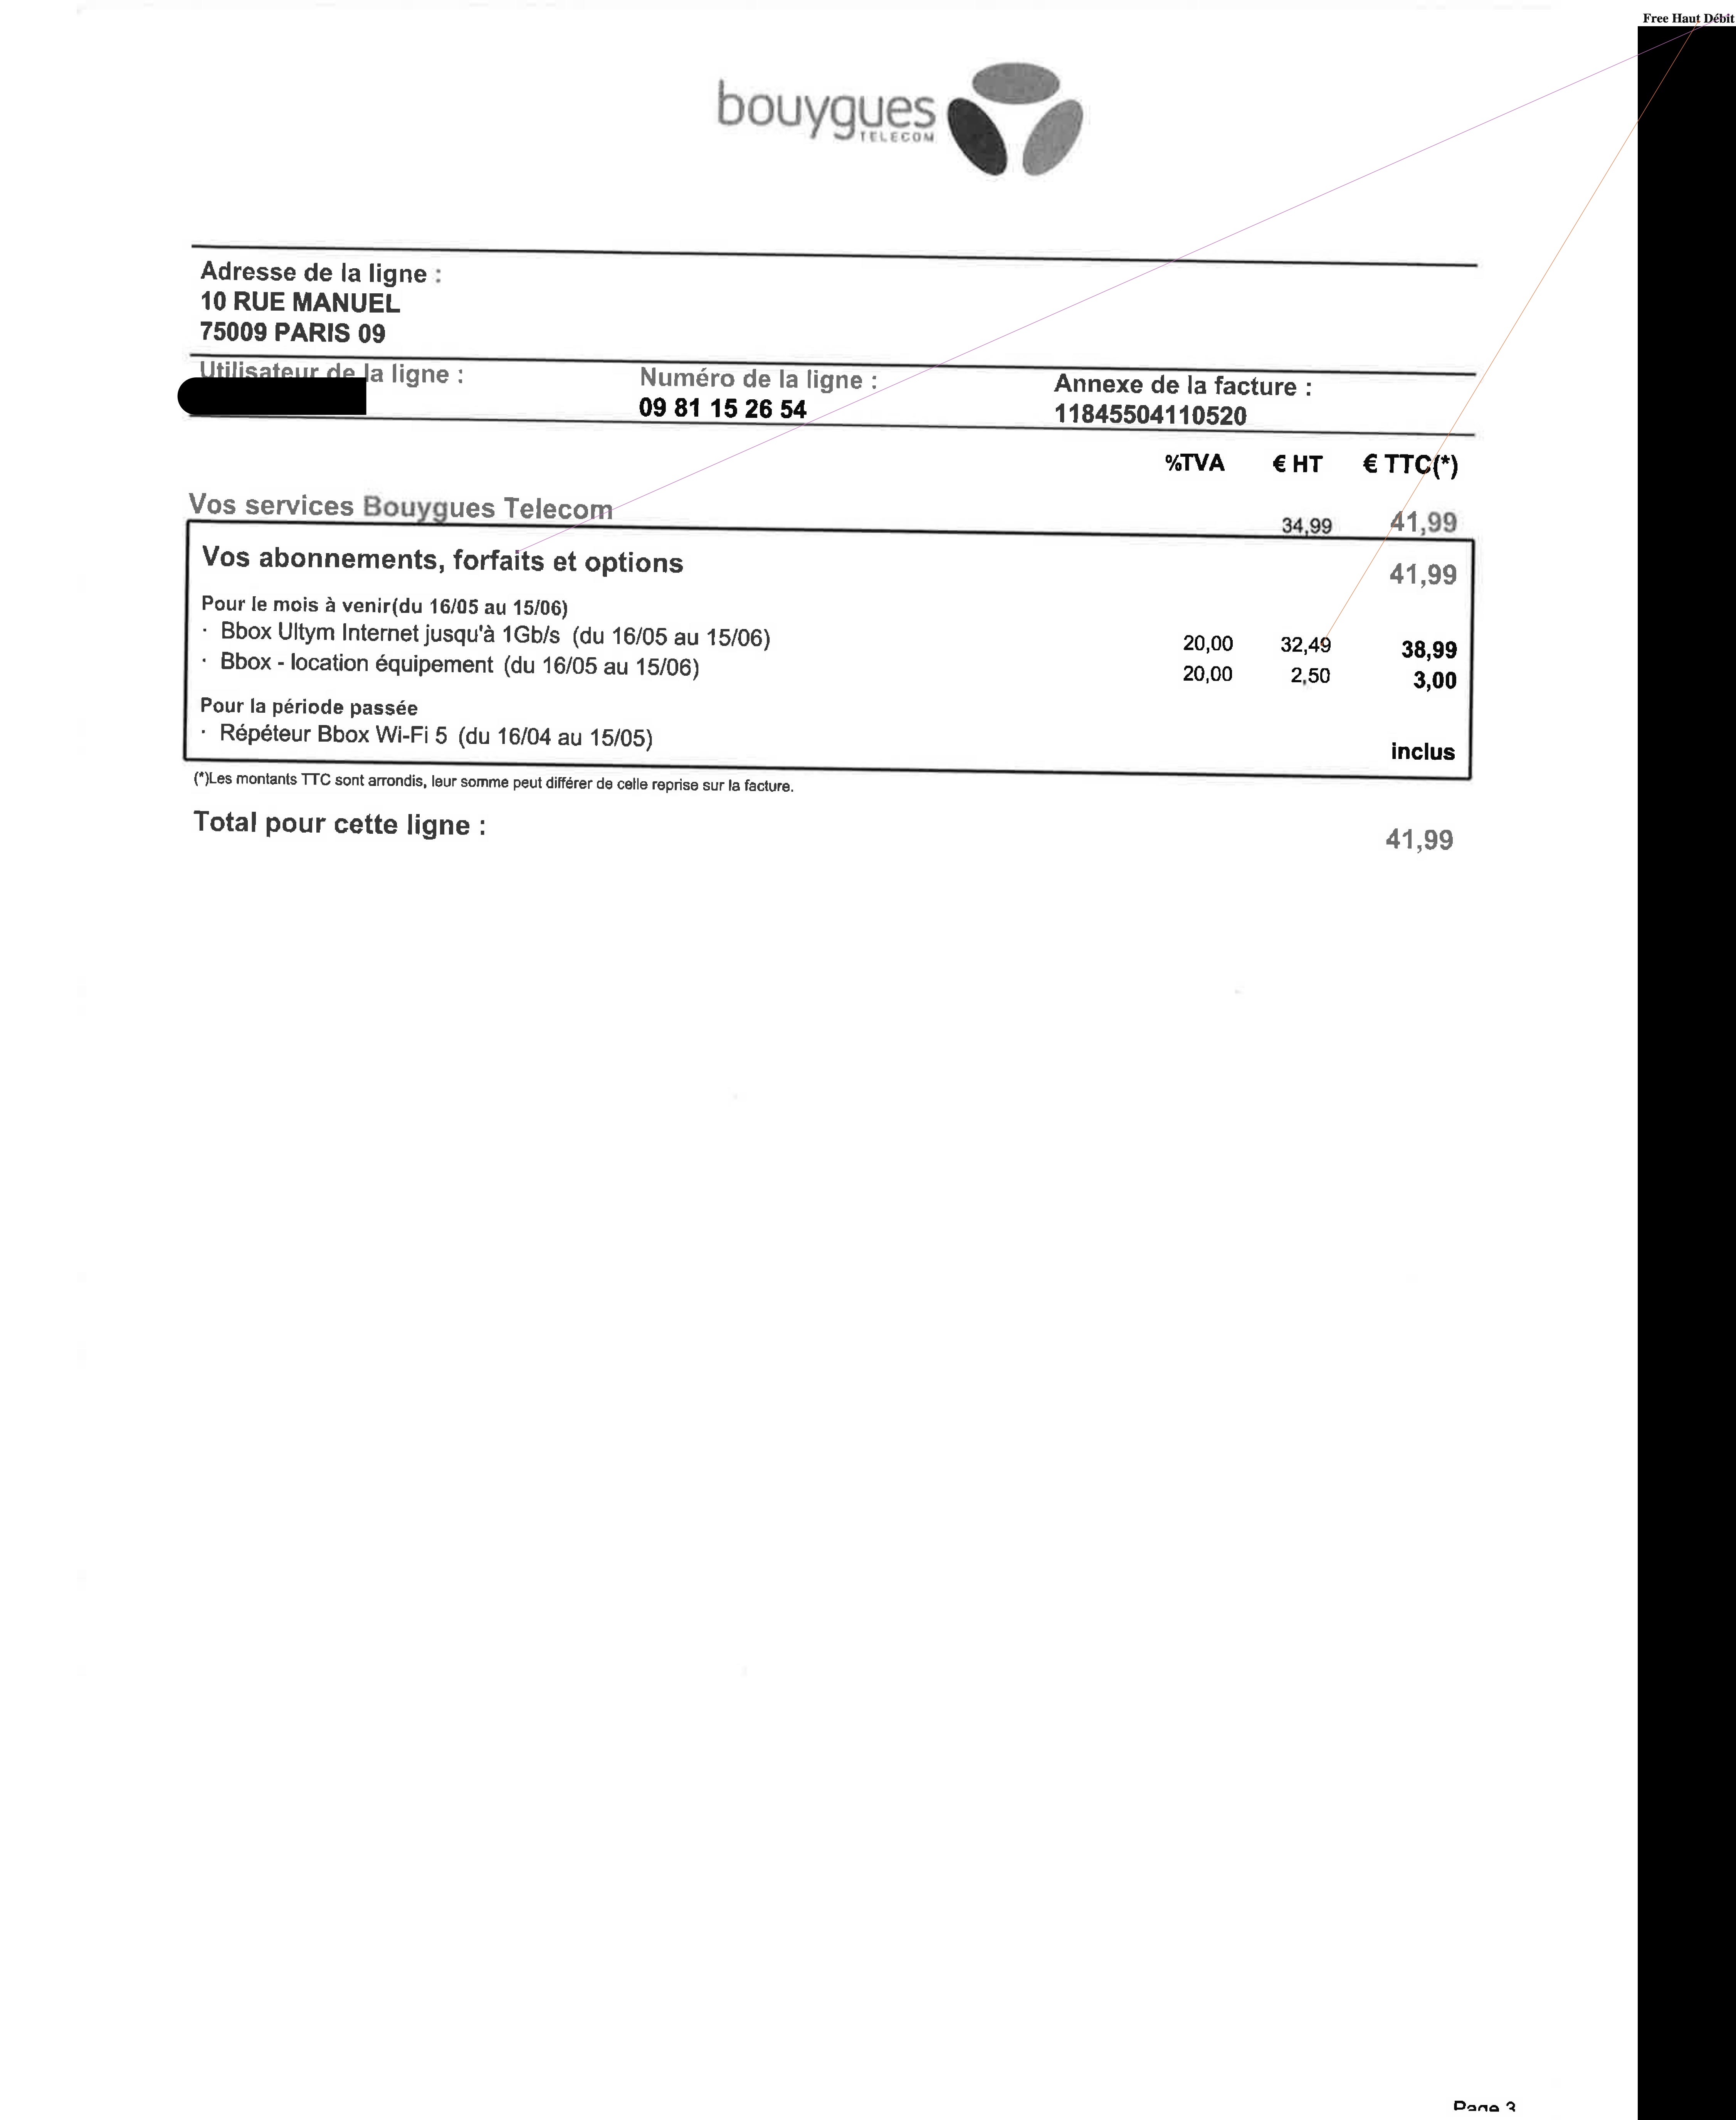 Free Haut Débit
bouygues
TELECOM
Adresse de la ligne :
10 RUE MANUEL
75009 PARIS 09
Utilisateur de la ligne : Numéro de la ligne : Annexe de la facture :
09 81 15 26 54 11845504110520
%TVA € HT € TTC(*)
Vos services Bouygues Telecom 34,99 41,99
Vos abonnements, forfaits et options 41,99
Pour le mois à venir(du 16/05 au 15/06)
· Bbox Ultym Internet jusqu'à 1Gb/s (du 16/05 au 15/06) 20,00 32,49 38,99
· Bbox - location équipement (du 16/05 au 15/06) 20,00 2,50 3,00
Pour la période passée
· Répéteur Bbox Wi-Fi 5 (du 16/04 au 15/05) inclus
(*)Les montants TTC sont arrondis, leur somme peut différer de celle reprise sur la facture.
Total pour cette ligne : 41,99
Page 3